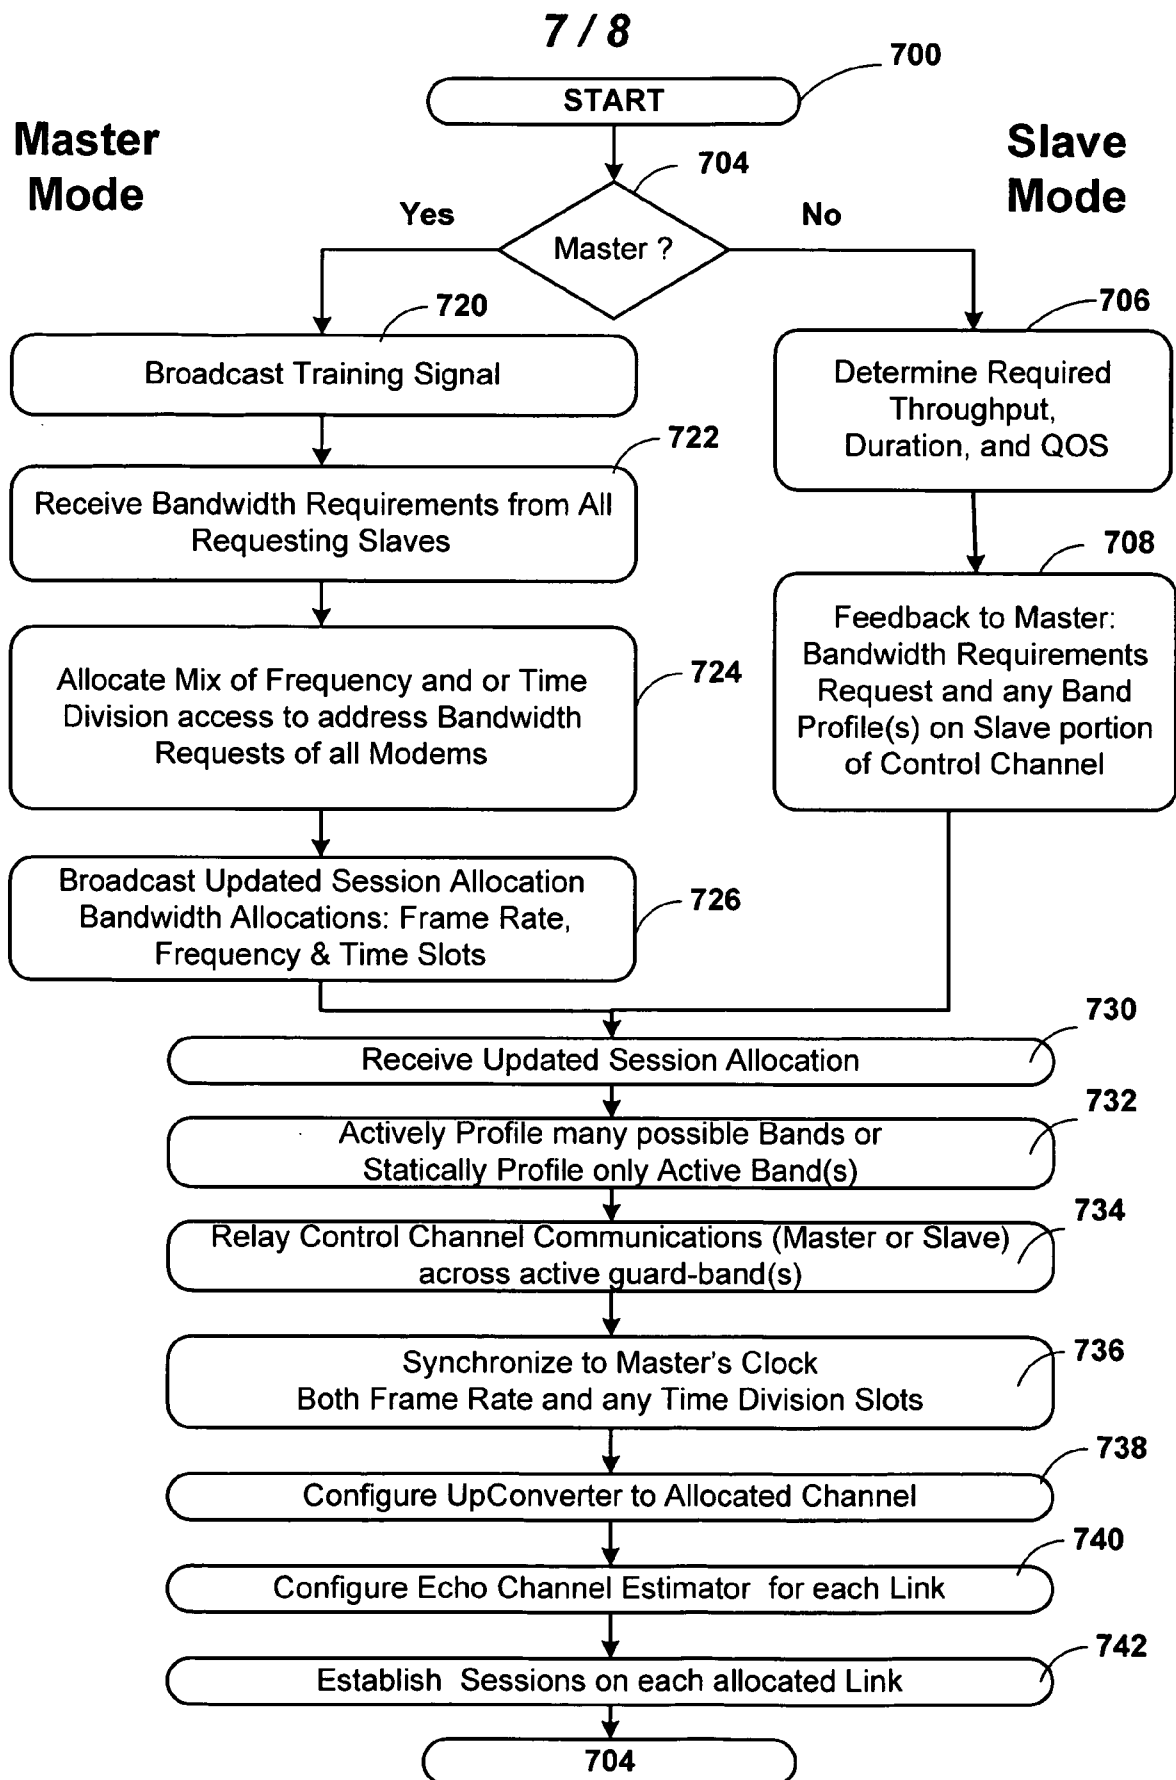 7 / 8
700
START
Master
Mode
Slave
Mode
704
Yes
No
Master ?
720
Broadcast Training Signal
706
Determine Required
Throughput,
Duration, and QOS
722
Receive Bandwidth Requirements from All
Requesting Slaves
708
Feedback to Master:
Bandwidth Requirements
Request and any Band
Profile(s) on Slave portion
of Control Channel
724
Allocate Mix of Frequency and or Time
Division access to address Bandwidth
Requests of all Modems
726
Broadcast Updated Session Allocation
Bandwidth Allocations: Frame Rate,
Frequency & Time Slots
730
Receive Updated Session Allocation
732
Actively Profile many possible Bands or
Statically Profile only Active Band(s)
734
Relay Control Channel Communications (Master or Slave)
across active guard-band(s)
736
Synchronize to Master's Clock
Both Frame Rate and any Time Division Slots
738
Configure UpConverter to Allocated Channel
740
Configure Echo Channel Estimator for each Link
742
Establish Sessions on each allocated Link
704